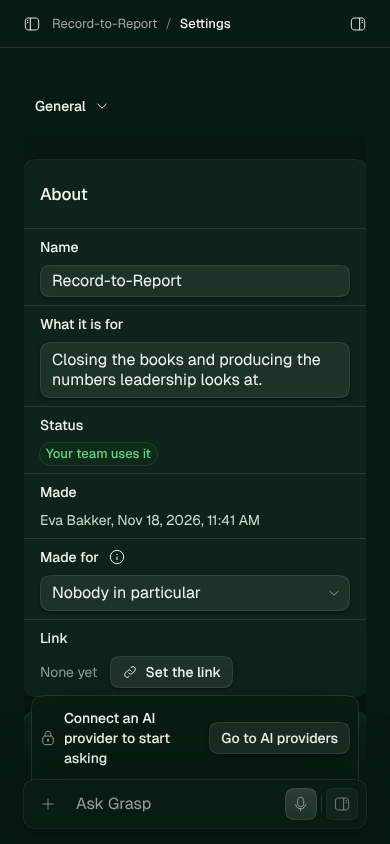 Record-to-Report / Settings
General
About
Name
Record-to-Report
What it is for
Closing the books and producing the
numbers leadership looks at.
Status
Your team uses it
Made
Eva Bakker, Nov 18, 2026, 11:41 AM
Made for
Nobody in particular
Link
None yet Set the link
Connect an AI
provider to start
asking
Go to AI providers
Ask Grasp